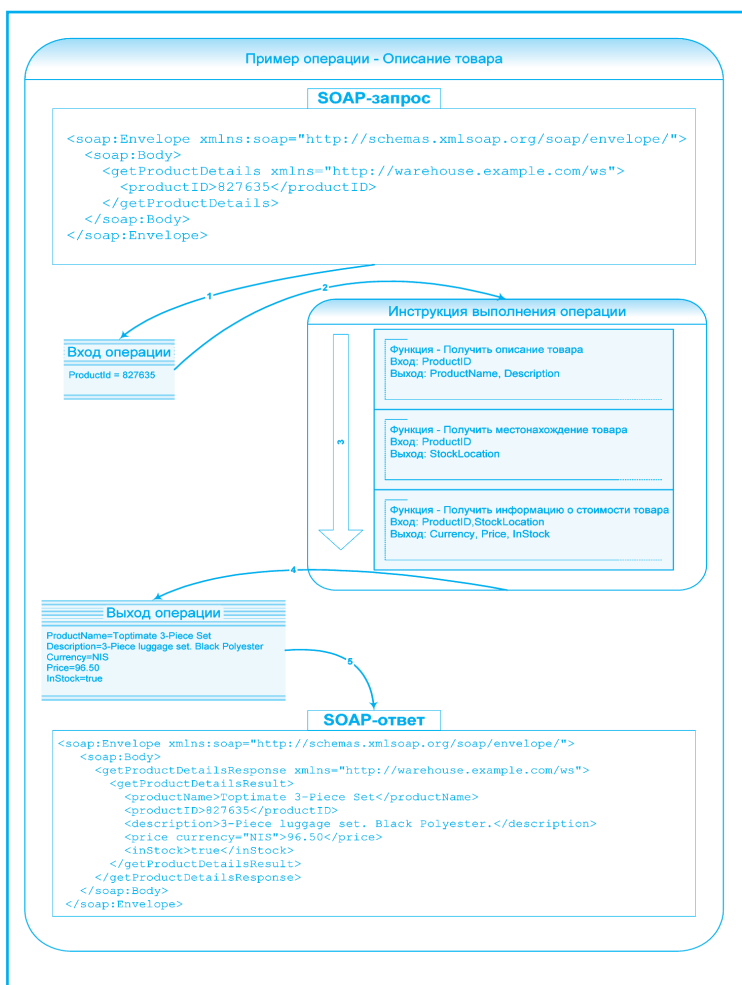 Пример операции - Описание товара
SOAP-запрос
<soap:Envelope xmlns:soap="http://schemas.xmlsoap.org/soap/envelope/">
<soap:Body>
<getProductDetails xmlns="http://warehouse.example.com/ws">
<productID>827635</productID>
</getProductDetails>
</soap:Body>
</soap:Envelope>
1
2
Вход операции
ProductId = 827635
Инструкция выполнения операции
3
Функция - Получить описание товара
Вход: ProductID
Выход: ProductName, Description
Функция - Получить местонахождение товара
Вход: ProductID
Выход: StockLocation
Функция - Получить информацию о стоимости товара
Вход: ProductID,StockLocation
Выход: Currency, Price, InStock
4
Выход операции
ProductName=Toptimate 3-Piece Set
Description=3-Piece luggage set. Black Polyester
Currency=NIS
Price=96.50
InStock=true
5
SOAP-ответ
<soap:Envelope xmlns:soap="http://schemas.xmlsoap.org/soap/envelope/">
<soap:Body>
<getProductDetailsResponse xmlns="http://warehouse.example.com/ws">
<getProductDetailsResult>
<productName>Toptimate 3-Piece Set</productName>
<productID>827635</productID>
<description>3-Piece luggage set. Black Polyester.</description>
<price currency="NIS">96.50</price>
<inStock>true</inStock>
</getProductDetailsResult>
</getProductDetailsResponse>
</soap:Body>
</soap:Envelope>